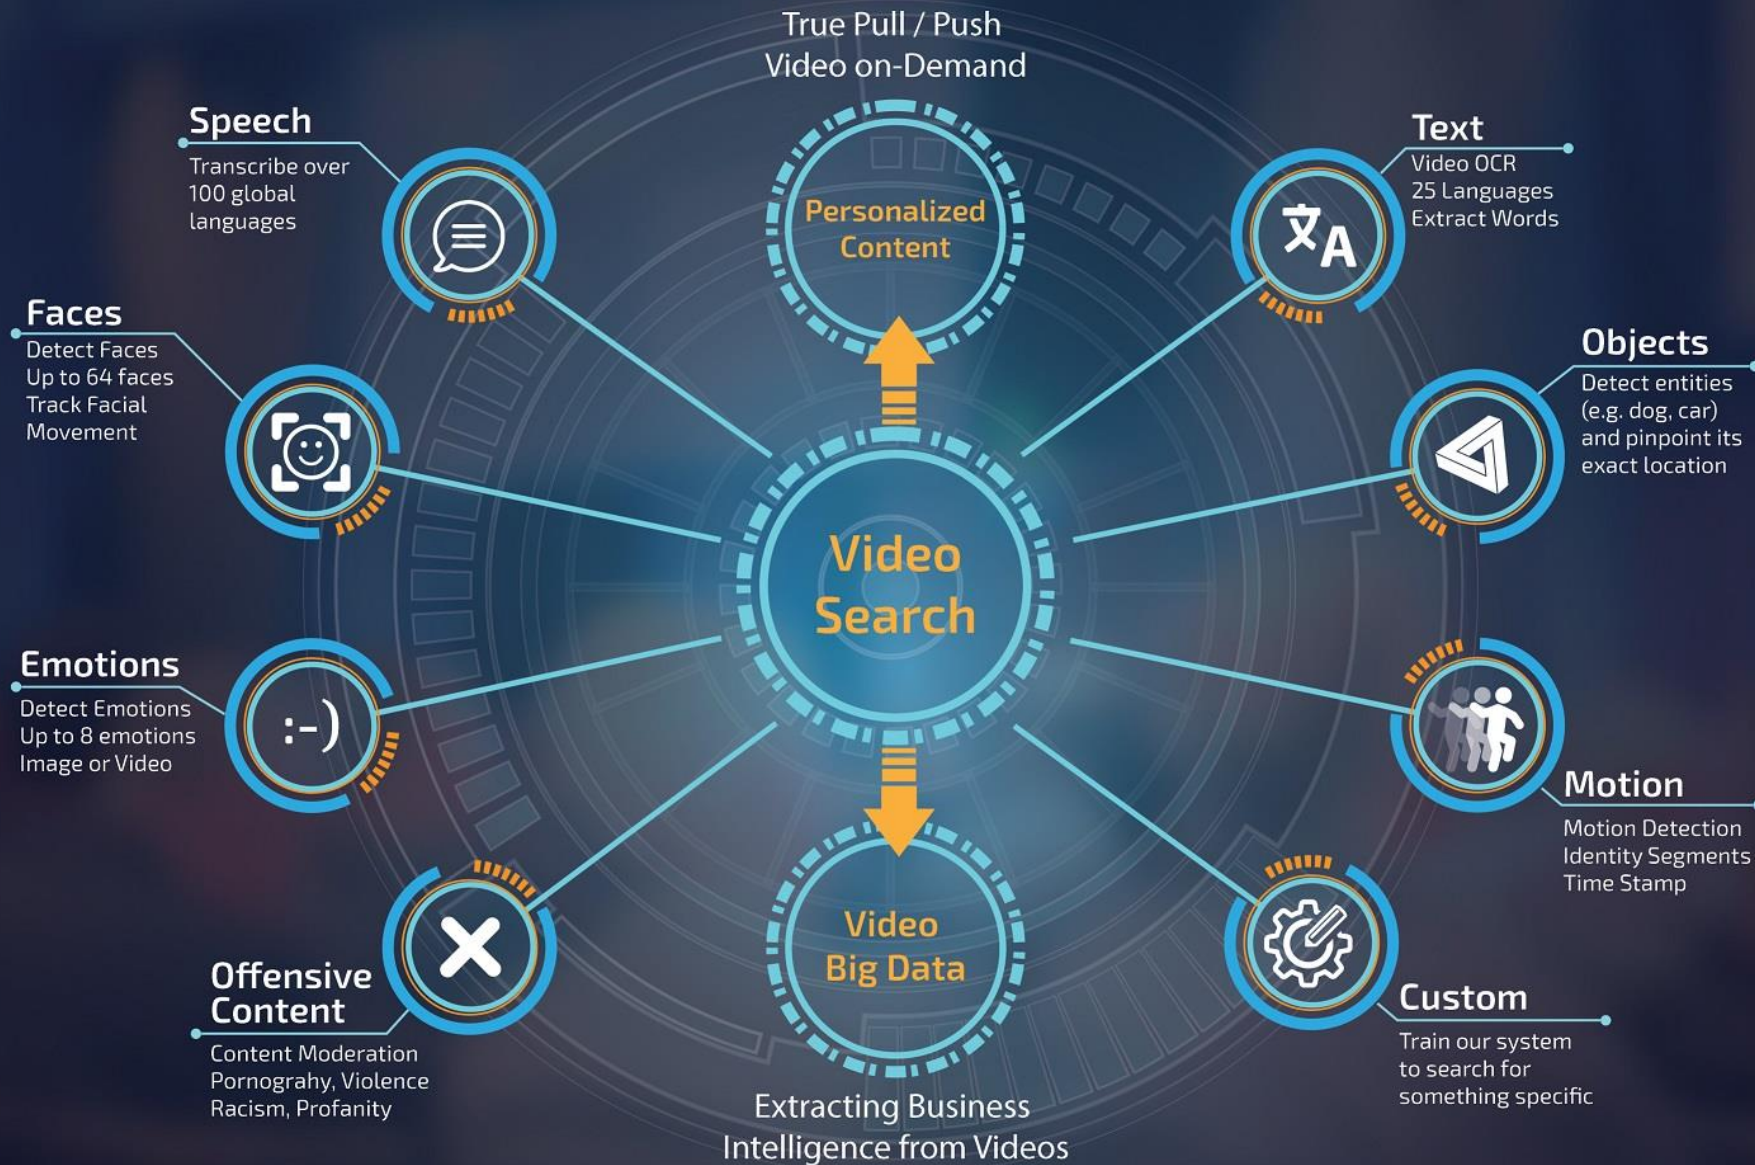 True Pull / Push
Video on-Demand
Personalized
Content
Speech
Transcribe over
100 global
languages
Text
Video OCR
25 Languages
Extract Words
文A
Faces
Detect Faces
Up to 64 faces
Track Facial
Movement
Objects
Detect entities
(e.g. dog, car)
and pinpoint its
exact location
Video
Search
Emotions
Detect Emotions
Up to 8 emotions
Image or Video
:-)
Motion
Motion Detection
Identity Segments
Time Stamp
Offensive
Content
Content Moderation
Pornograhy, Violence
Racism, Profanity
Custom
Train our system
to search for
something specific
Video
Big Data
Extracting Business
Intelligence from Videos